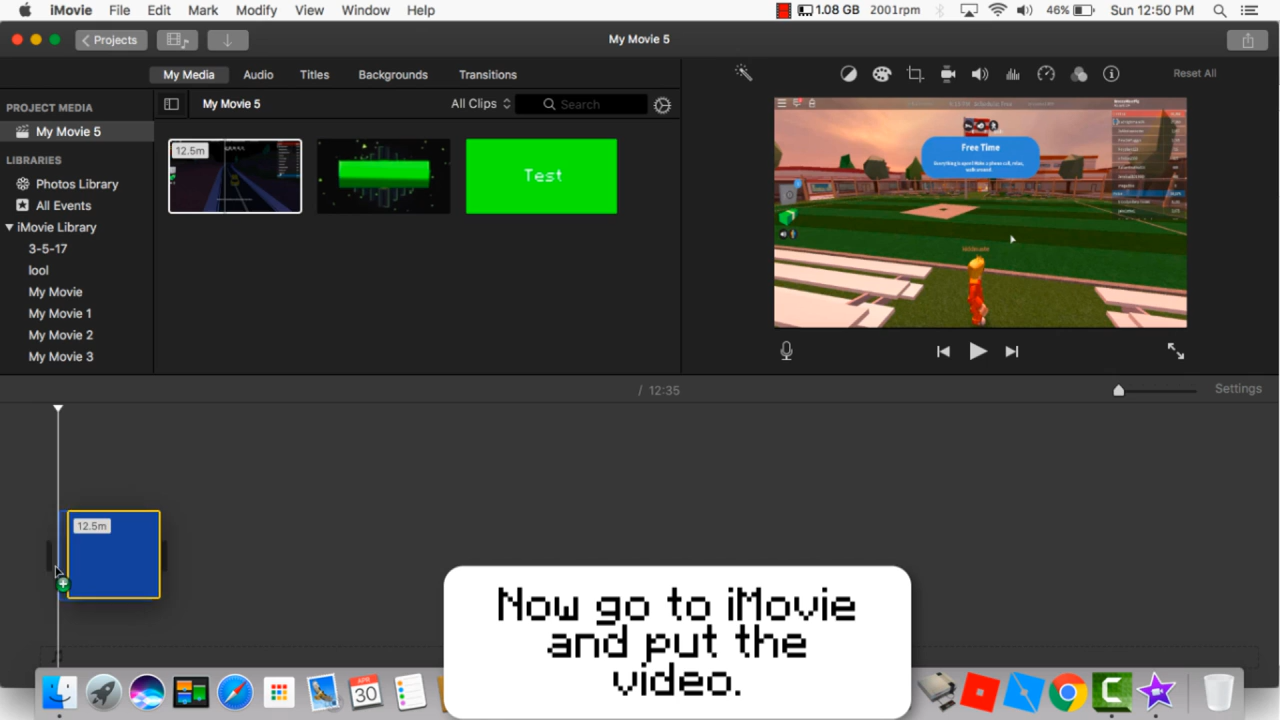 iMovie File Edit Mark Modify View Window Help 1.08 GB 2001rpm 46% Sun 12:50 PM
Projects My Movie 5
My Media Audio Titles Backgrounds Transitions Reset All
PROJECT MEDIA
My Movie 5
LIBRARIES
Photos Library
All Events
iMovie Library
3-5-17
lool
My Movie
My Movie 1
My Movie 2
My Movie 3
My Movie 5 All Clips Search
12.5m
Test
Free Time
/ 12:35 Settings
12.5m
Now go to iMovie
and put the
video.
APR
30